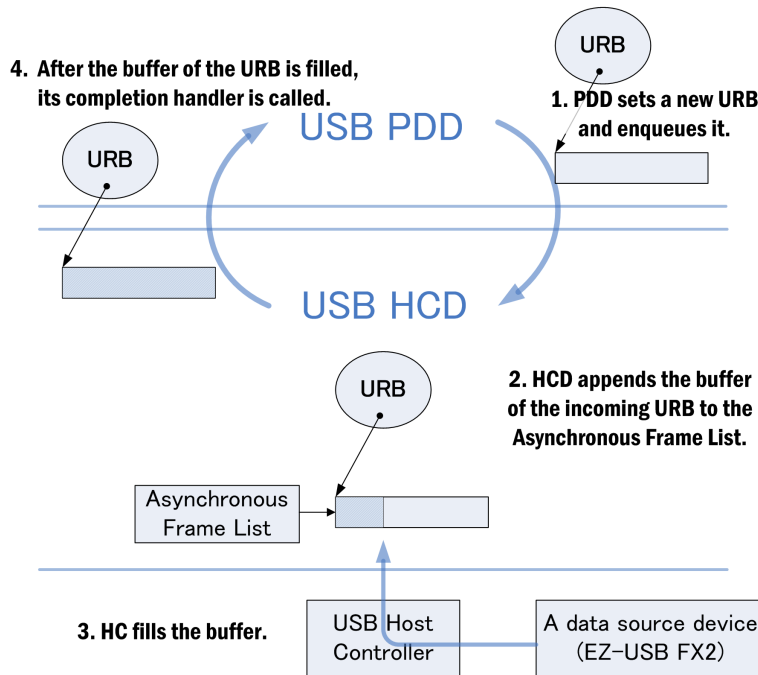 URB
4. After the buffer of the URB is filled,
its completion handler is called.
1. PDD sets a new URB
and enqueues it.
USB PDD
URB
USB HCD
URB
2. HCD appends the buffer
of the incoming URB to the
Asynchronous Frame List.
Asynchronous
Frame List
3. HC fills the buffer.
USB Host
Controller
A data source device
(EZ-USB FX2)